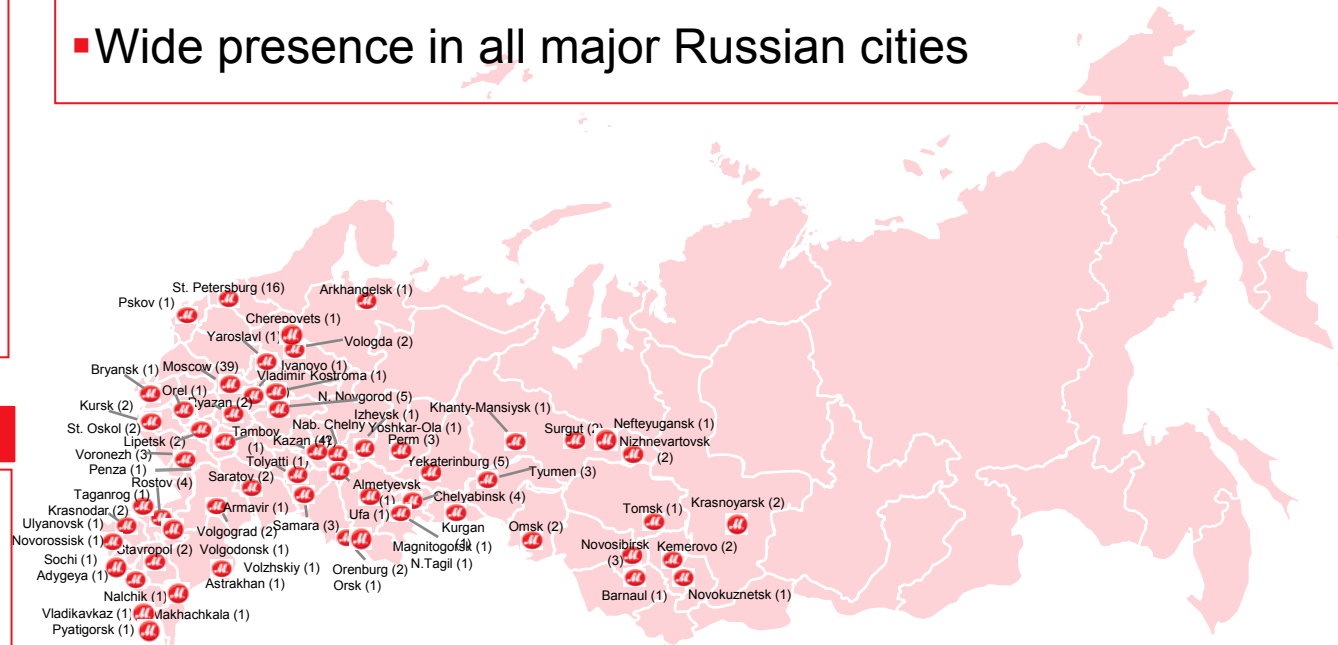 ▪Wide presence in all major Russian cities
St. Petersburg (16)
Arkhangelsk (1)
Pskov (1)
Cherepovets (1)
Yaroslavl (1)
Vologda (2)
Bryansk (1)
Moscow (39)
Ivanovo (1)
Vladimir
Kostroma (1)
Orel (1)
Ryazan (2)
N. Novgorod (5)
Kursk (2)
Izhevsk (1)
Khanty-Mansiysk (1)
Nab. Chelny
Yoshkar-Ola (1)
Surgut
Nefteyugansk (1)
St. Oskol (2)
Tambov
(1)
Kazan
Perm (3)
Nizhnevartovsk
(2)
Lipetsk (2)
Voronezh (3)
Tolyatti (1)
Yekaterinburg (5)
Penza (1)
Saratov (2)
Tyumen (3)
Rostov (4)
Almetyevsk
(1)
Taganrog (1)
Chelyabinsk (4)
Krasnodar (2)
Armavir (1)
Ufa (1)
Tomsk (1)
Krasnoyarsk (2)
Ulyanovsk (1)
Volgograd (2)
Samara (3)
Kurgan
Omsk (2)
Novorossisk (1)
Stavropol (2)
Volgodonsk (1)
Magnitogorsk (1)
Novosibirsk
(3)
Kemerovo (2)
Sochi (1)
Volzhskiy (1)
N.Tagil (1)
Adygeya (1)
Astrakhan (1)
Orenburg (2)
Orsk (1)
Nalchik (1)
Barnaul (1)
Novokuznetsk (1)
Vladikavkaz (1)
Makhachkala (1)
Pyatigorsk (1)